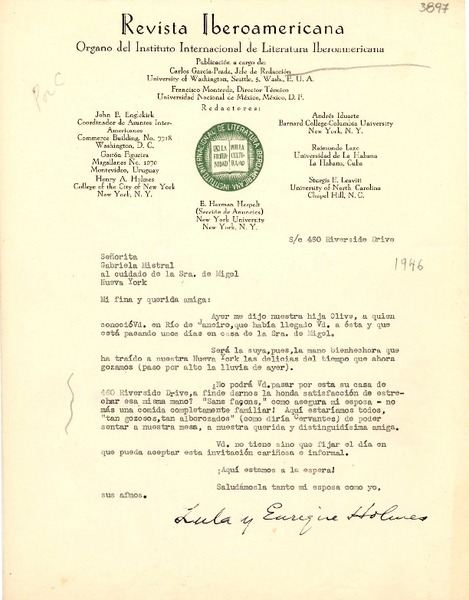 3897
Revista Iberoamericana
Organo del Instituto Internacional de Literatura Iberoamericana
Publicación a cargo de:
Carlos García-Prada, Jefe de Redacción
University of Washington, Seattle, 5, Wash., E. U. A.
Francisco Monterde, Director Técnico
Universidad Nacional de México, México, D. F.
Redactores:
John E. Englekirk
Coordinador de Asuntos Inter-
Americanos
Commerce Building, No. 7718
Washington, D. C.
Gastón Figueira
Magallanes No. 1070
Montevideo, Uruguay
Henry A. Holmes
College of the City of New York
New York, N. Y.
INSTITUTO INTERNACIONAL DE LITERATURA IBEROAMERICANA
E. Herman Hespelt
(Sección de Anuncios)
New York University
New York, N. Y.
Andrés Iduarte
Barnard College-Columbia University
New York, N. Y.
Raimundo Lazo
Universidad de La Habana
La Habana, Cuba
Sturgis E. Leavitt
University of North Carolina
Chapel Hill, N. C.
S/c 460 Riverside Drive
1946
Señorita
Gabriela Mistral
al cuidado de la Sra. de Migol
Nueva York
Mi fina y querida amiga:
Ayer me dijo nuestra hija Olive, a quien
conocióVd. en Río de Janeiro, que había llegado Vd. a ésta y que
está pasando unos días en casa de la Sra. de Migol.
Será la suya, pues, la mano bienhechora que
ha traído a nuestra Nueva York las delicias del tiempo que ahora
gozamos (paso por alto la lluvia de ayer).
¿No podrá Vd. pasar por esta su casa de
460 Riverside Drive, a finde darnos la honda satisfacción de estre-
char esa misma mano? "Sans façons," como asegura mi esposa - no
más una comida completamente familiar! Aquí estaríamos todos,
"tan gozosos, tan alborozados" (como diría Cervantes) de poder
sentar a nuestra mesa, a nuestra querida y distinguidísima amiga.
Vd. no tiene sino que fijar el día en
que pueda aceptar esta invitación cariñosa e informal.
¡Aquí estamos a la espera!
Saludámosla tanto mi esposa como yo,
sus afmos.
Lula y Enrique Holmes